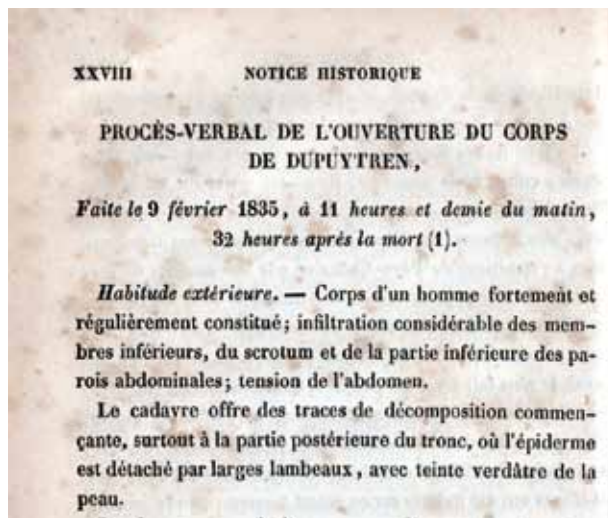 XXVIII NOTICE HISTORIQUE
PROCÈS-VERBAL DE L'OUVERTURE DU CORPS
DE DUPUYTREN,
Faite le 9 février 1835, à 11 heures et demie du matin,
32 heures après la mort (1).
Habitude extérieure. — Corps d'un homme fortement et
régulièrement constitué; infiltration considérable des mem-
bres inférieurs, du scrotum et de la partie inférieure des pa-
rois abdominales; tension de l'abdomen.
Le cadavre offre des traces de décomposition commen-
çante, surtout à la partie postérieure du tronc, où l'épiderme
est détaché par larges lambeaux, avec teinte verdâtre de la
peau.